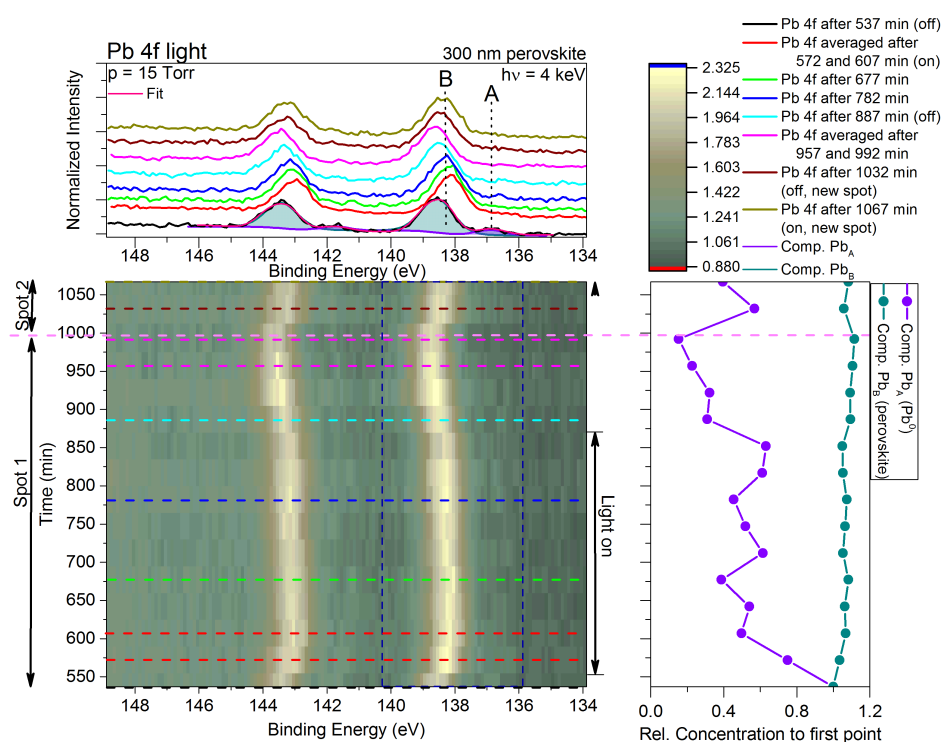 Pb 4f light
300 nm perovskite
p = 15 Torr
hν = 4 keV
Fit
B
A
Normalized Intensity
148 146 144 142 140 138 136 134
Binding Energy (eV)
2.325
2.144
1.964
1.783
1.603
1.422
1.241
1.061
0.880
Pb 4f after 537 min (off)
Pb 4f averaged after
572 and 607 min (on)
Pb 4f after 677 min
Pb 4f after 782 min
Pb 4f after 887 min (off)
Pb 4f averaged after
957 and 992 min
Pb 4f after 1032 min
(off, new spot)
Pb 4f after 1067 min
(on, new spot)
Comp. Pb_A
Comp. Pb_B
Spot 2
Spot 1
Time (min)
1050
1000
950
900
850
800
750
700
650
600
550
148 146 144 142 140 138 136 134
Binding Energy (eV)
Light on
Comp. Pb_A (Pb⁰)
Comp. Pb_B (perovskite)
0.0 0.4 0.8 1.2
Rel. Concentration to first point